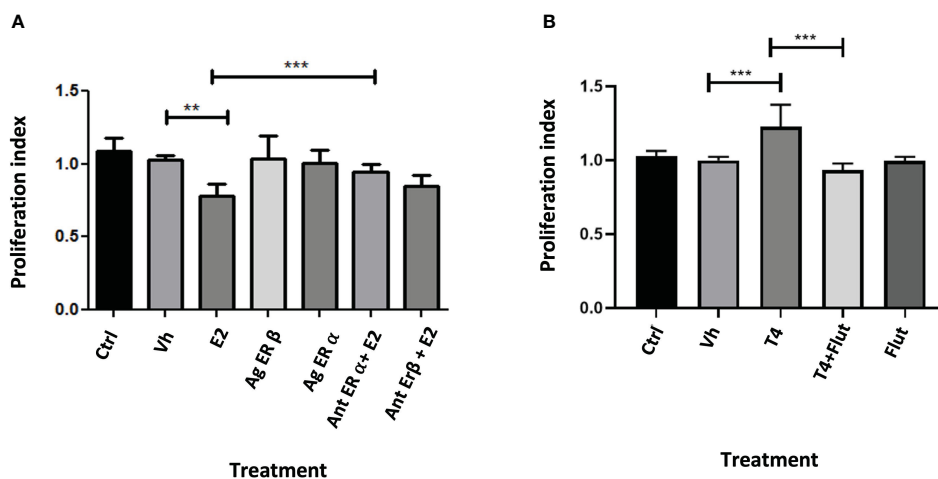 A
Proliferation index
1.5
1.0
0.5
0.0
**
***
Ctrl
Vh
E2
Ag ER β
Ag ER α
Ant ER α+ E2
Ant Erβ + E2
Treatment
B
Proliferation index
1.5
1.0
0.5
0.0
***
***
Ctrl
Vh
T4
T4+Flut
Flut
Treatment